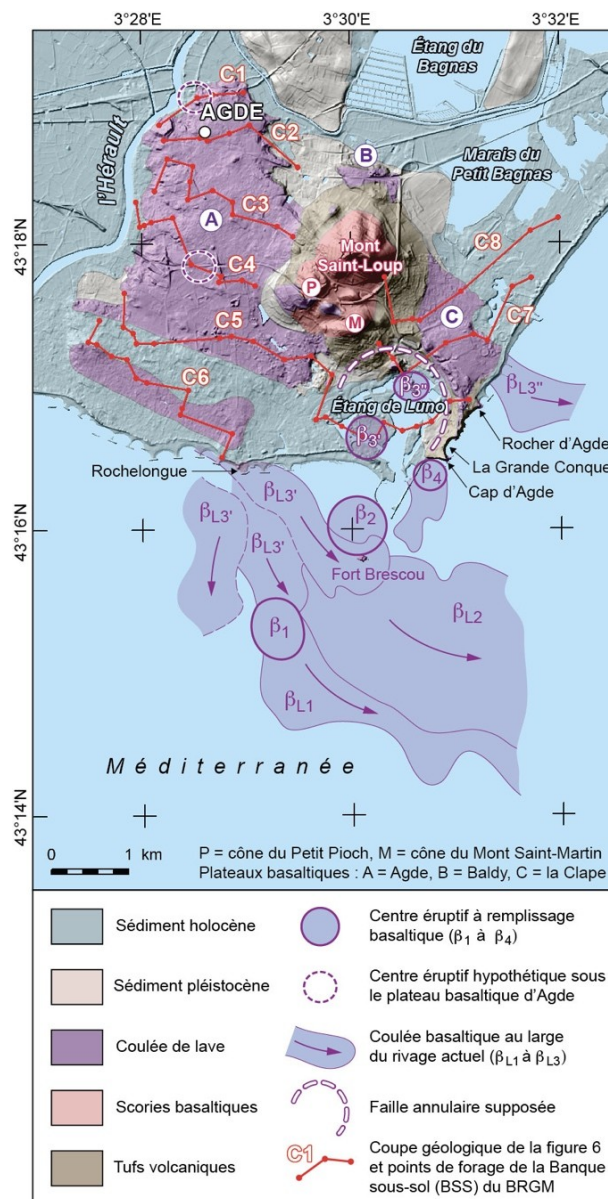 3°28'E
3°30'E
3°32'E
Étang du
Bagnas
C1
AGDE
C2
B
l'Hérault
Marais du
Petit Bagnas
C3
A
43°18'N
Mont
Saint-Loup
C8
C4
P
M
C
C7
C5
β3''
C6
Étang de Luno
βL3''
β3'
Rocher d'Agde
La Grande Conque
Cap d'Agde
β4
Rochelongue
βL3'
βL3'
βL3'
β2
43°16'N
Fort Brescou
β1
βL2
βL1
Méditerranée
43°14'N
0 1 km
P = cône du Petit Pioch, M = cône du Mont Saint-Martin
Plateaux basaltiques : A = Agde, B = Baldy, C = la Clape
Sédiment holocène
Sédiment pléistocène
Coulée de lave
Scories basaltiques
Tufs volcaniques
Centre éruptif à remplissage
basaltique (β1 à β4)
Centre éruptif hypothétique sous
le plateau basaltique d'Agde
Coulée basaltique au large
du rivage actuel (βL1 à βL3)
Faille annulaire supposée
C1
Coupe géologique de la figure 6
et points de forage de la Banque
sous-sol (BSS) du BRGM